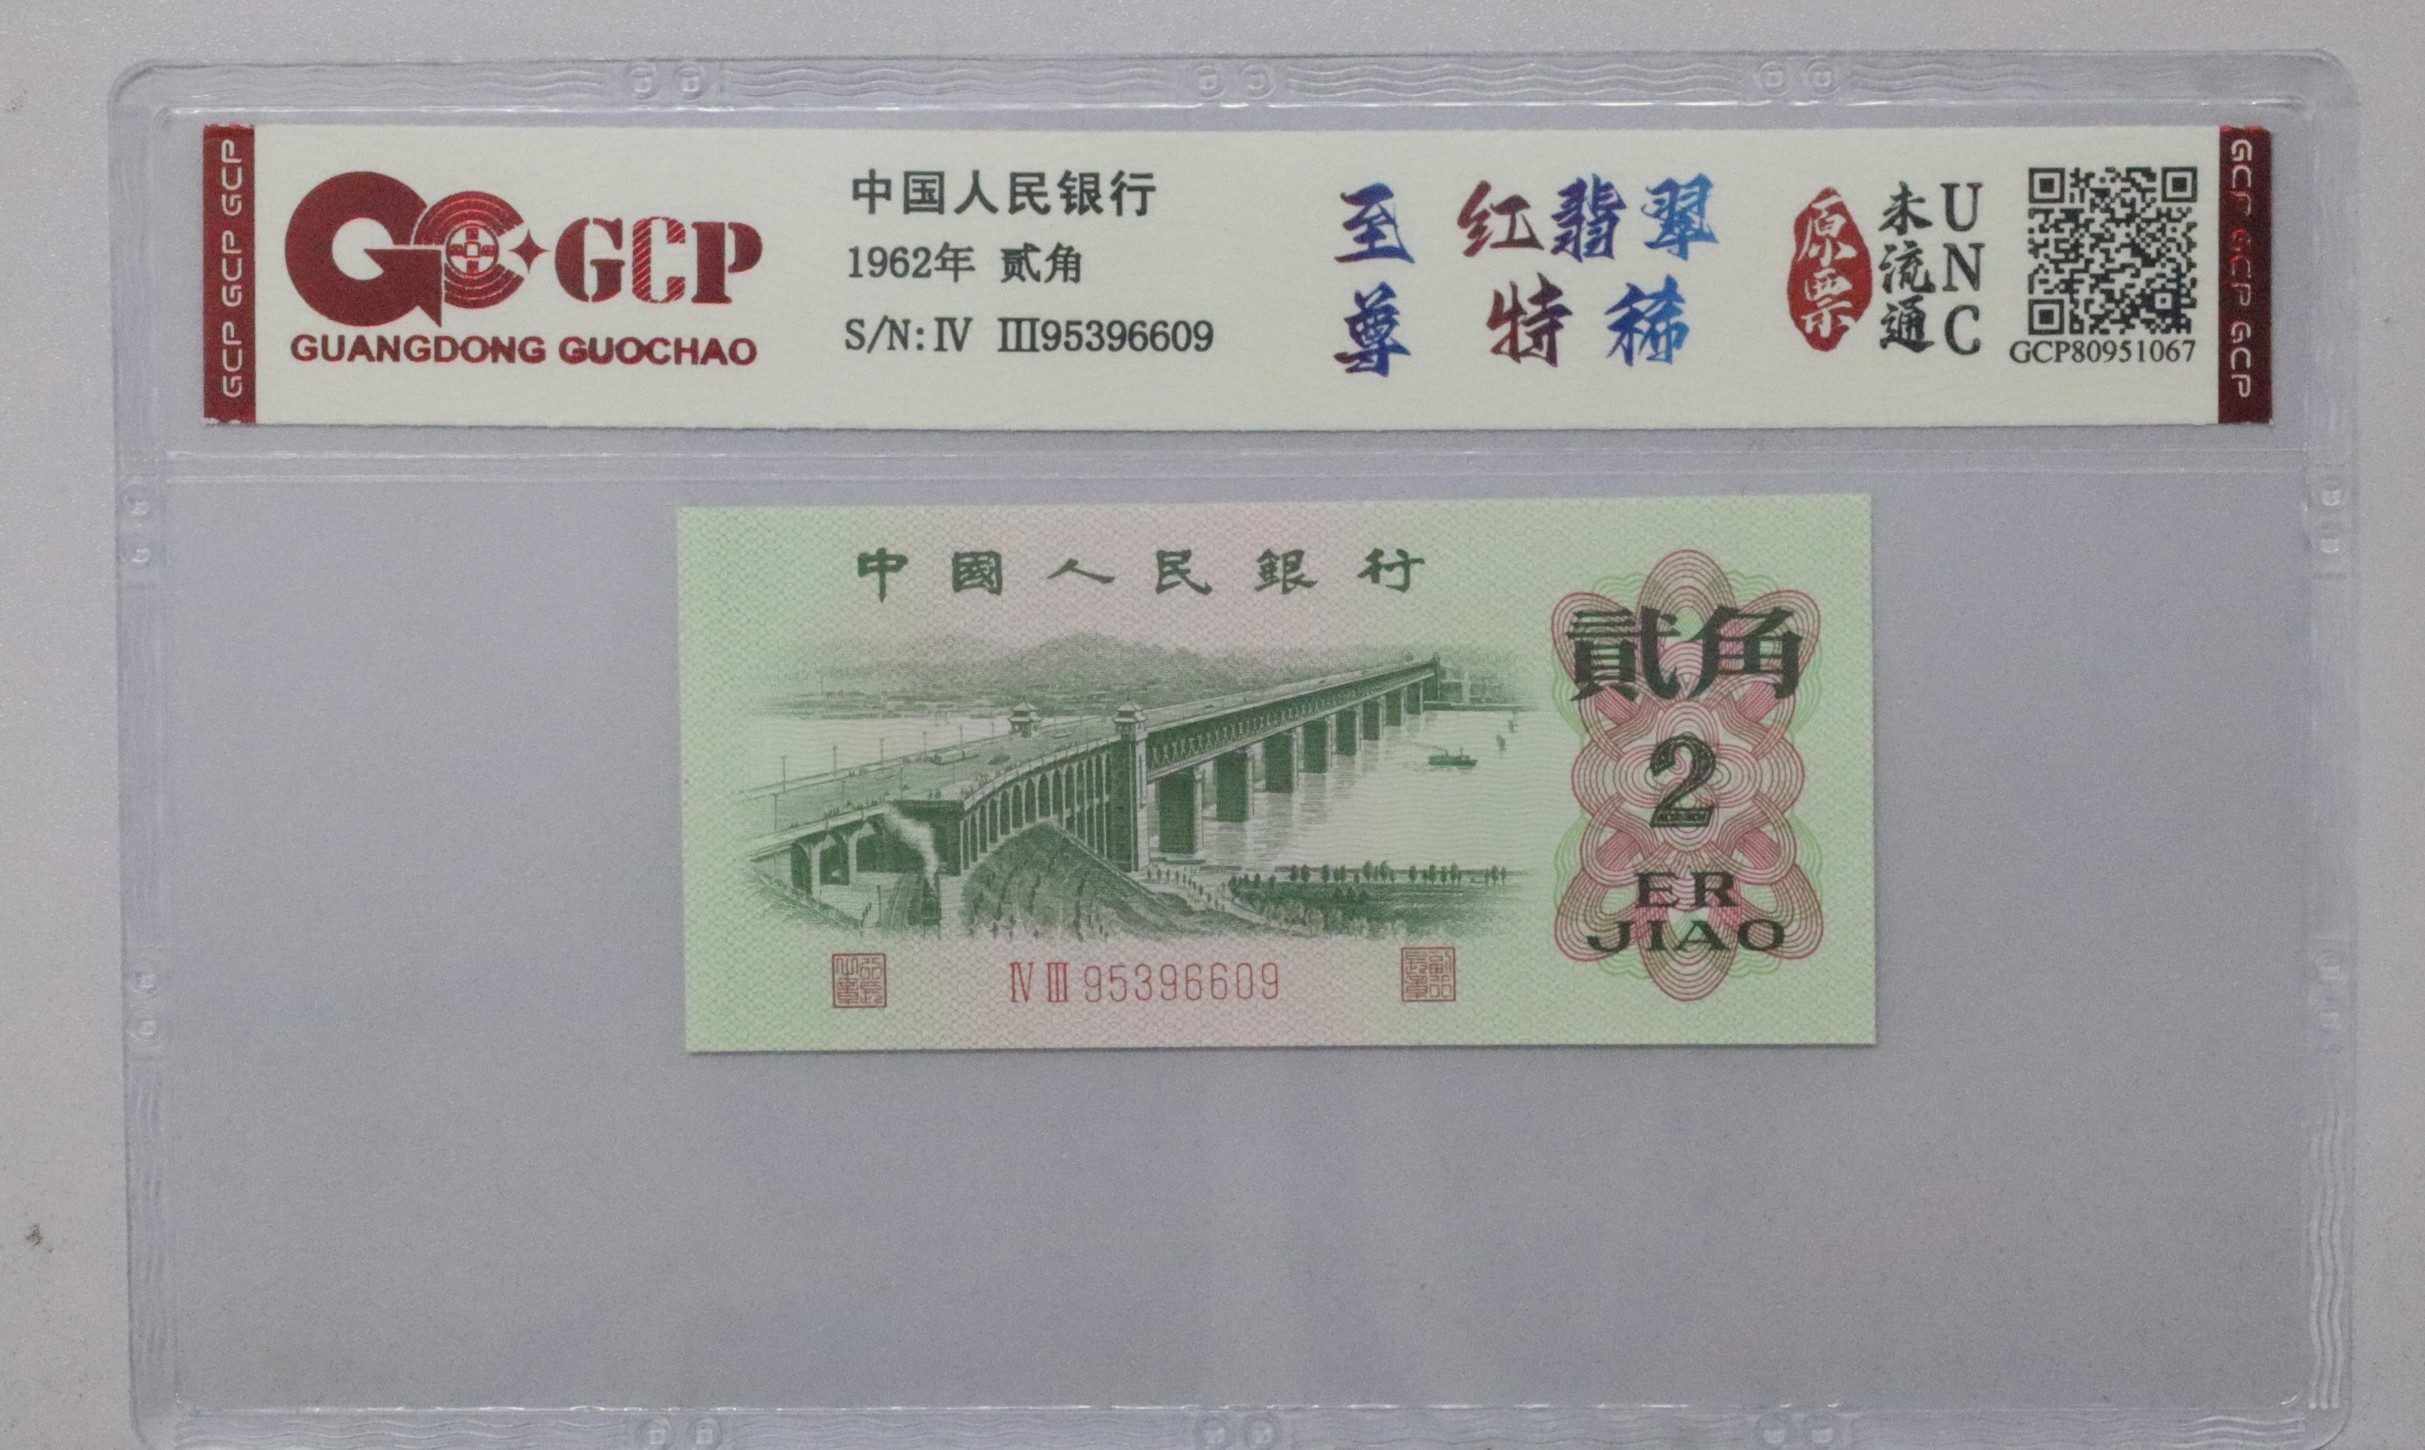 GCP GCP GCP
GCP
GUANGDONG GUOCHAO
中国人民银行
1962年 贰角
S/N: Ⅳ Ⅲ95396609
至尊
红翡翠
特稀
原票
未流通
UNC
GCP80951067
GCP GCP GCP
中國人民銀行
貳角
2
ER
JIAO
Ⅳ Ⅲ 95396609